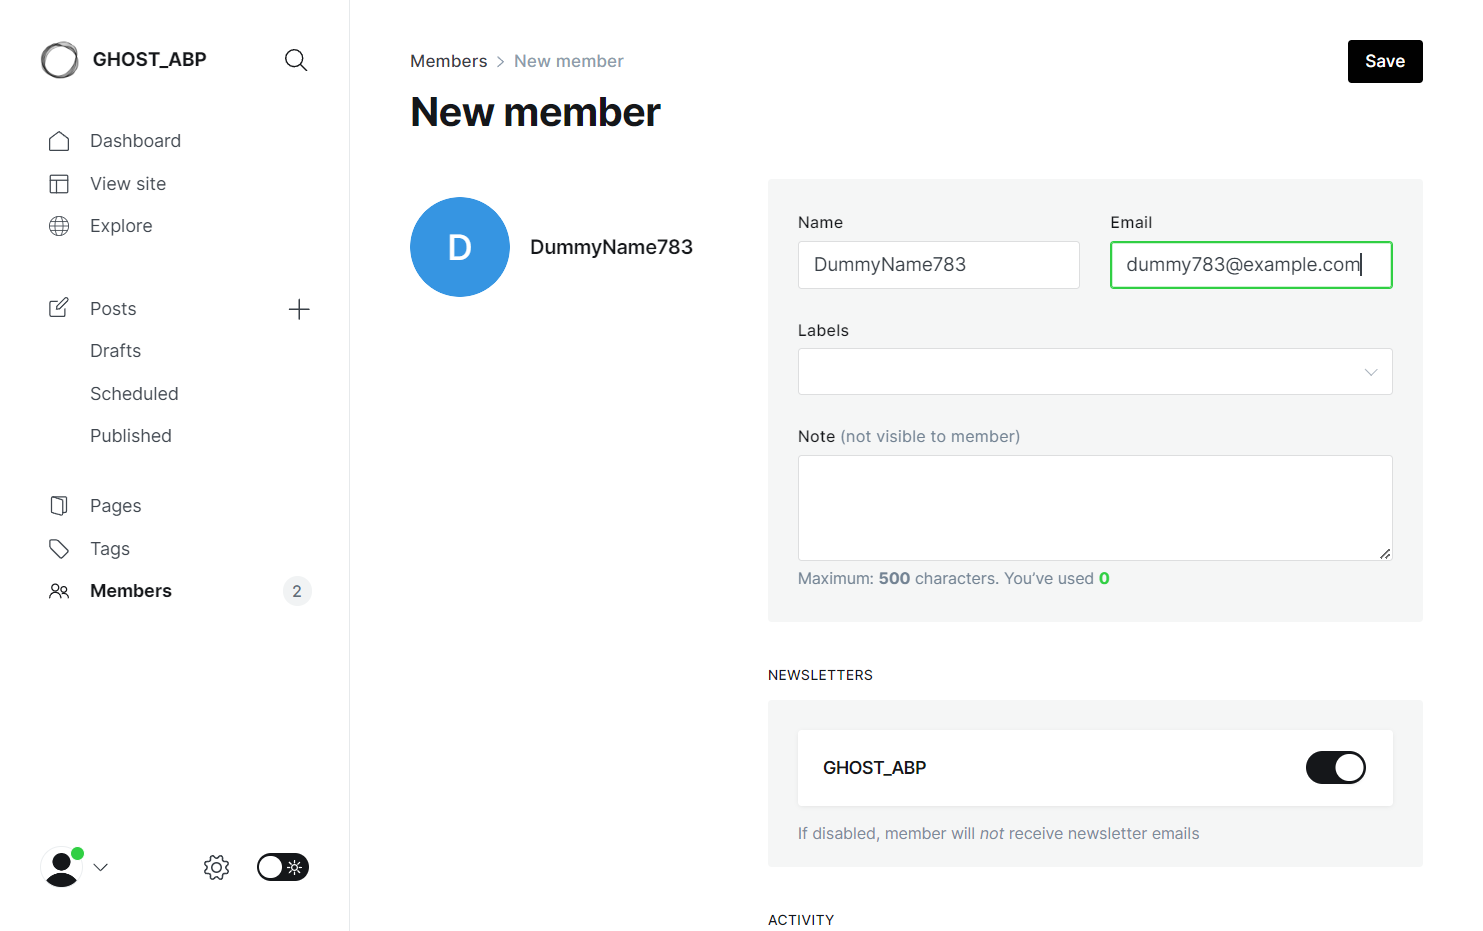 GHOST_ABP
Dashboard
View site
Explore
Posts
Drafts
Scheduled
Published
Pages
Tags
Members 2
Members > New member
Save
New member
D
DummyName783
Name
DummyName783
Email
dummy783@example.com
Labels
Note (not visible to member)
Maximum: 500 characters. You’ve used 0
NEWSLETTERS
GHOST_ABP
If disabled, member will not receive newsletter emails
ACTIVITY